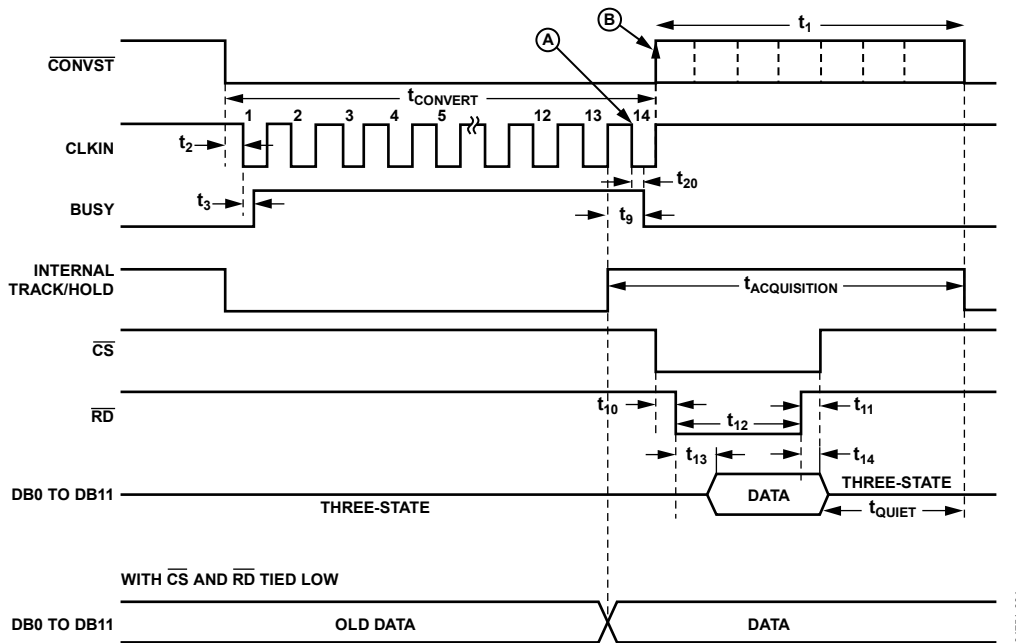 B
t1
A
CONVST
tCONVERT
1 2 3 4 5 12 13 14
CLKIN
t2
t20
t3
BUSY
t9
INTERNAL
TRACK/HOLD
tACQUISITION
CS
t10
t11
RD
t12
t13
t14
DB0 TO DB11
THREE-STATE
DATA
THREE-STATE
tQUIET
WITH CS AND RD TIED LOW
DB0 TO DB11
OLD DATA
DATA